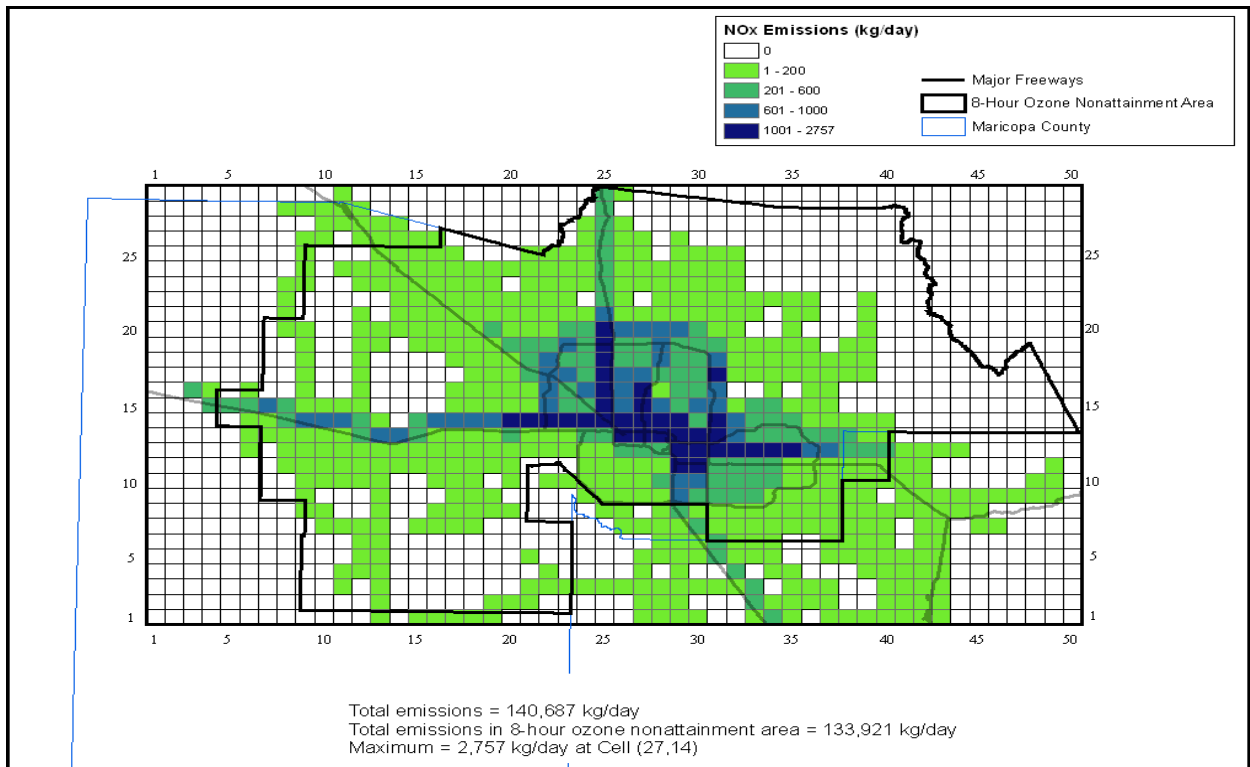 NOx Emissions (kg/day)
0
1 - 200
201 - 600
601 - 1000
1001 - 2757
Major Freeways
8-Hour Ozone Nonattainment Area
Maricopa County
1 5 10 15 20 25 30 35 40 45 50
25 25
20 20
15 15
10 10
5 5
1 1
1 5 10 15 20 25 30 35 40 45 50
Total emissions = 140,687 kg/day
Total emissions in 8-hour ozone nonattainment area = 133,921 kg/day
Maximum = 2,757 kg/day at Cell (27,14)